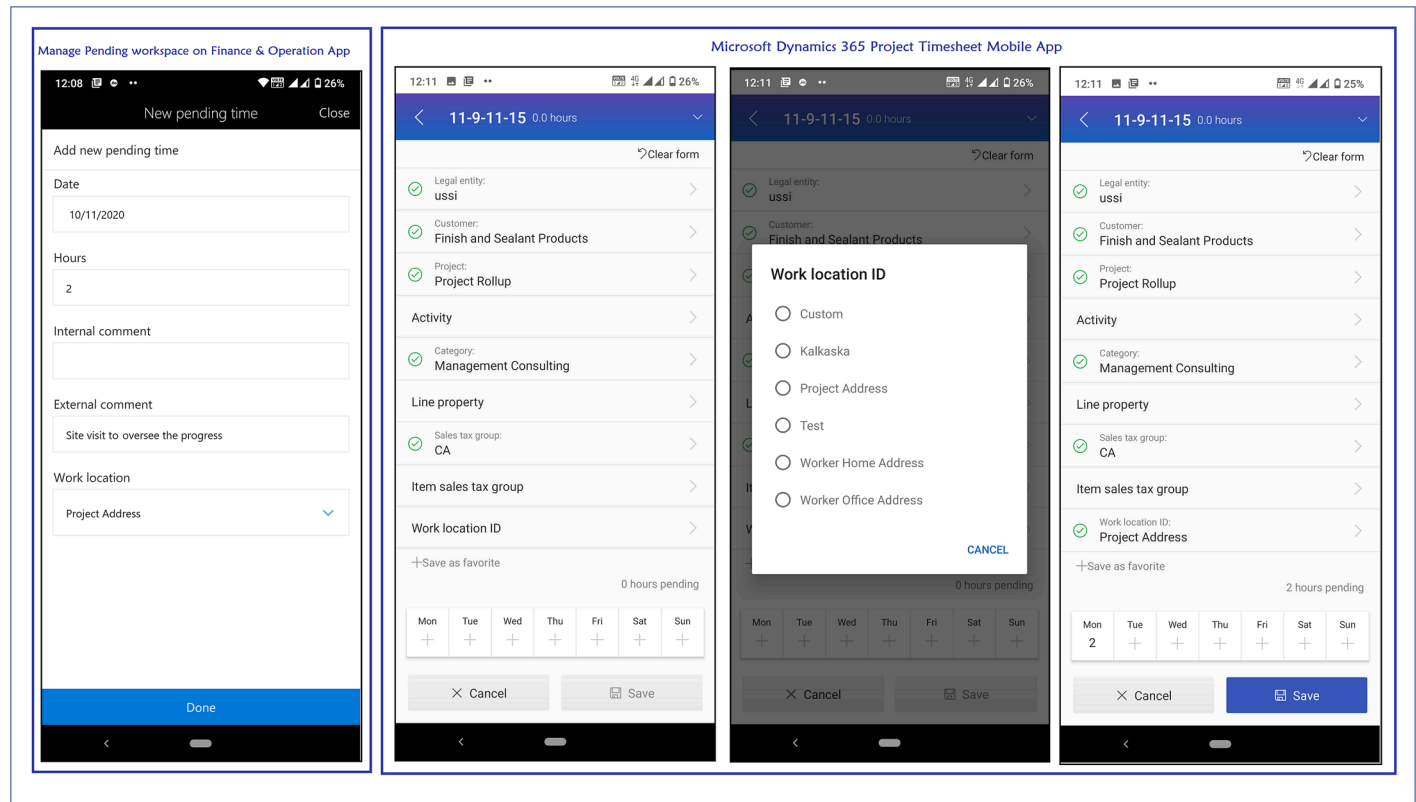 Manage Pending workspace on Finance & Operation App
12:08
26%
New pending time
Close
Add new pending time
Date
10/11/2020
Hours
2
Internal comment
External comment
Site visit to oversee the progress
Work location
Project Address
Done
Microsoft Dynamics 365 Project Timesheet Mobile App
12:11
4G
26%
11-9-11-15 0.0 hours
Clear form
Legal entity:
ussi
Customer:
Finish and Sealant Products
Project:
Project Rollup
Activity
Category:
Management Consulting
Line property
Sales tax group:
CA
Item sales tax group
Work location ID
Save as favorite
0 hours pending
Mon Tue Wed Thu Fri Sat Sun
Cancel
Save
12:11
4G
26%
11-9-11-15 0.0 hours
Clear form
Legal entity:
ussi
Customer:
Finish and Sealant Products
Work location ID
Custom
Kalkaska
Project Address
Test
Worker Home Address
Worker Office Address
CANCEL
0 hours pending
Mon Tue Wed Thu Fri Sat Sun
Cancel
Save
12:11
4G
25%
11-9-11-15 0.0 hours
Clear form
Legal entity:
ussi
Customer:
Finish and Sealant Products
Project:
Project Rollup
Activity
Category:
Management Consulting
Line property
Sales tax group:
CA
Item sales tax group
Work location ID:
Project Address
Save as favorite
2 hours pending
Mon Tue Wed Thu Fri Sat Sun
2
Cancel
Save